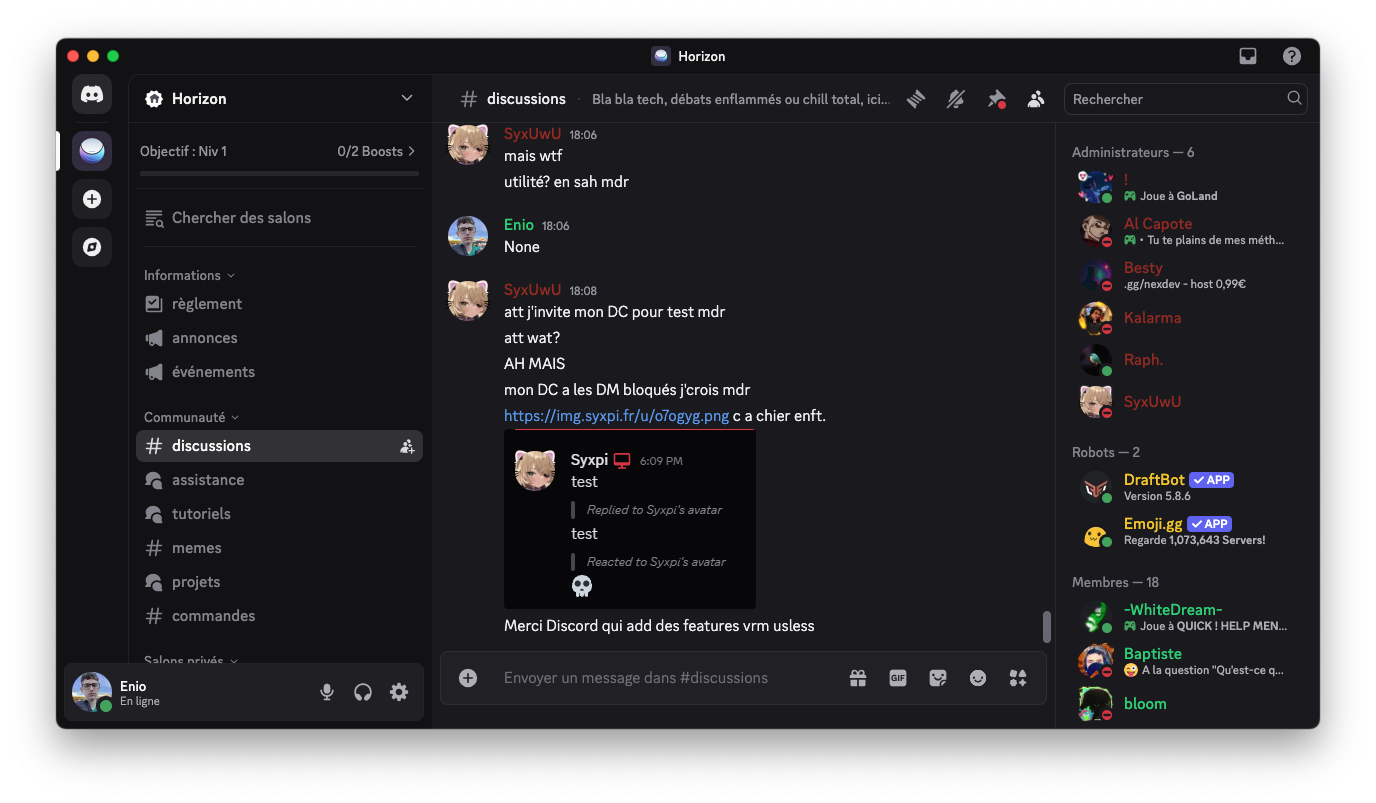 Horizon
Horizon
Objectif : Niv 1
0/2 Boosts
Chercher des salons
Informations
règlement
annonces
événements
Communauté
discussions
assistance
tutoriels
memes
projets
commandes
Salons privés
Enio
En ligne
discussions
Bla bla tech, débats enflammés ou chill total, ici...
Rechercher
SyxUwU 18:06
mais wtf
utilité? en sah mdr
Enio 18:06
None
SyxUwU 18:08
att j'invite mon DC pour test mdr
att wat?
AH MAIS
mon DC a les DM bloqués j'crois mdr
https://img.syxpi.fr/u/o7ogyg.png c a chier enft.
Syxpi 6:09 PM
test
Replied to Syxpi's avatar
test
Reacted to Syxpi's avatar
Merci Discord qui add des features vrm usless
Envoyer un message dans #discussions
GIF
Administrateurs — 6
!
Joue à GoLand
Al Capote
• Tu te plains de mes méth...
Besty
.gg/nexdev - host 0,99€
Kalarma
Raph.
SyxUwU
Robots — 2
DraftBot APP
Version 5.8.6
Emoji.gg APP
Regarde 1,073,643 Servers!
Membres — 18
-WhiteDream-
Joue à QUICK ! HELP MEN...
Baptiste
A la question "Qu'est-ce q...
bloom